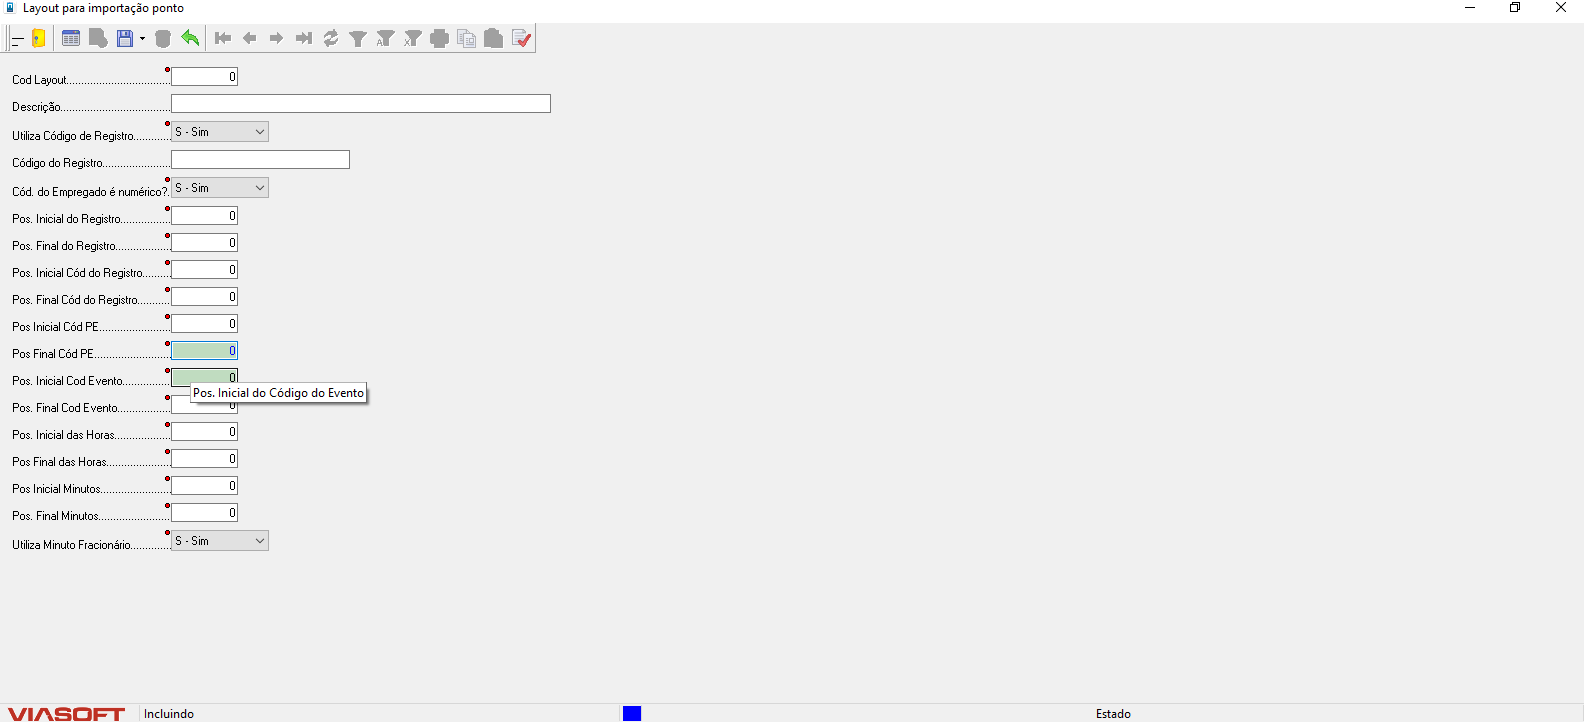 Layout para importação ponto
Cod Layout 0
Descrição
Utiliza Código de Registro S - Sim
Código do Registro
Cód. do Empregado é numérico?. S - Sim
Pos. Inicial do Registro 0
Pos. Final do Registro 0
Pos. Inicial Cód do Registro 0
Pos. Final Cód do Registro 0
Pos Inicial Cód PE 0
Pos Final Cód PE 0
Pos. Inicial Cod Evento 0
Pos. Inicial do Código do Evento
Pos. Final Cod Evento 0
Pos. Inicial das Horas 0
Pos Final das Horas 0
Pos Inicial Minutos 0
Pos. Final Minutos 0
Utiliza Minuto Fracionário S - Sim
VIASOFT Incluindo Estado